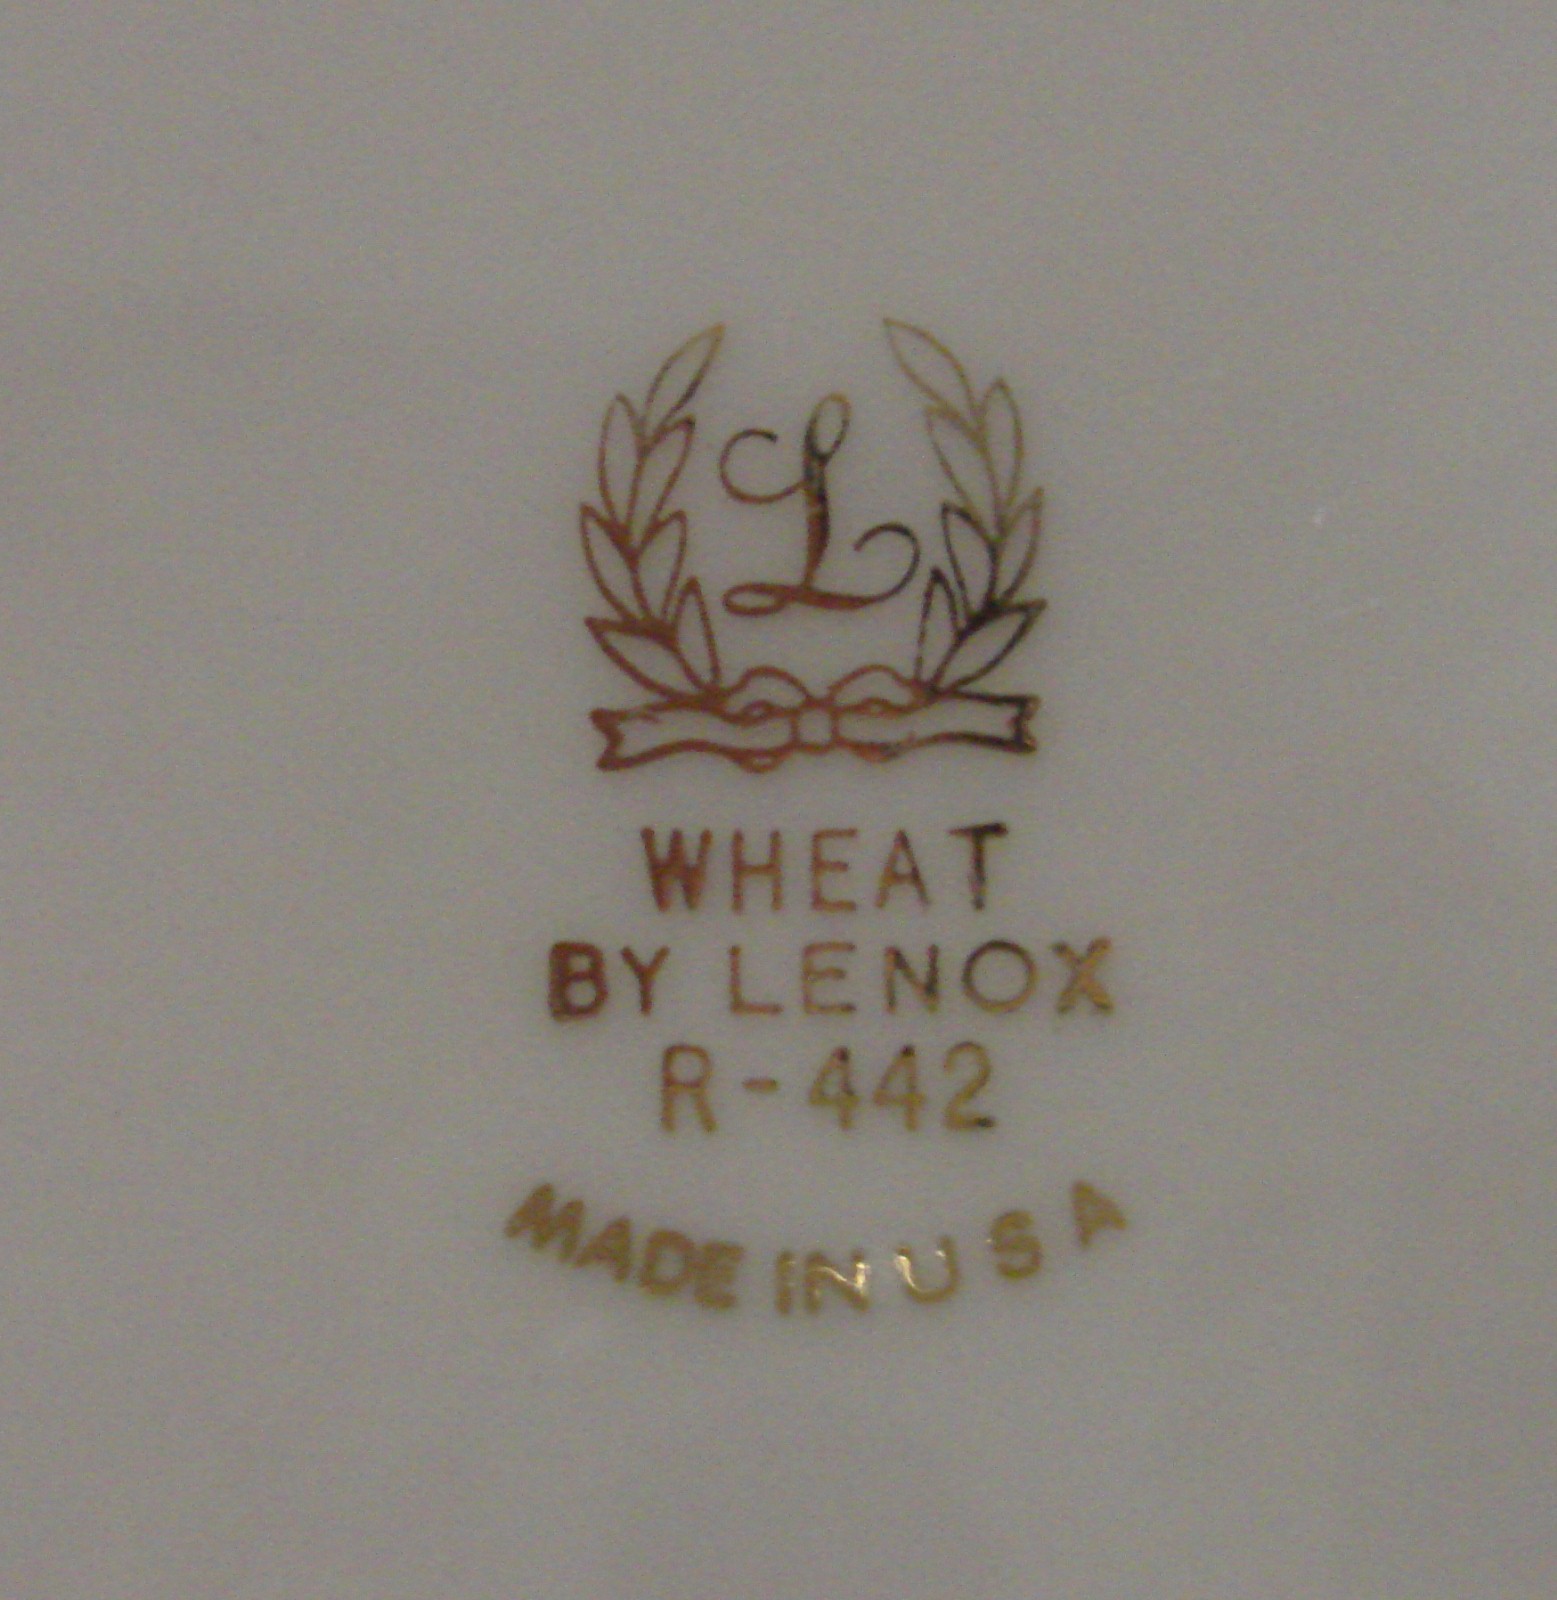 L
WHEAT
BY LENOX
R-442
MADE IN USA